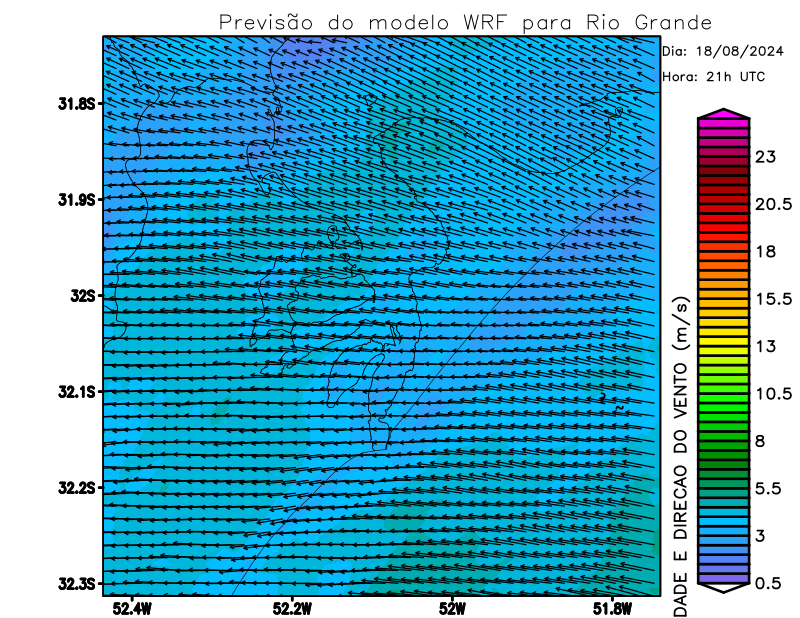 Previsão do modelo WRF para Rio Grande
Dia: 18/08/2024
Hora: 21h UTC
31.8S
31.9S
32S
32.1S
32.2S
32.3S
52.4W
52.2W
52W
51.8W
DADE E DIRECAO DO VENTO (m/s)
23
20.5
18
15.5
13
10.5
8
5.5
3
0.5